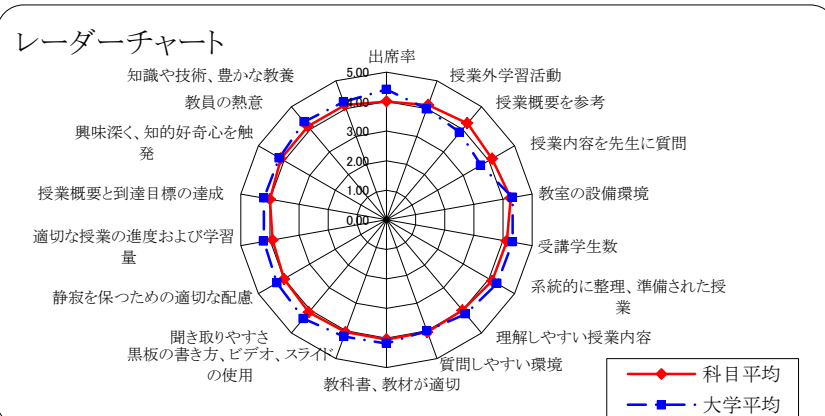 レーダーチャート
出席率
授業外学習活動
授業概要を参考
授業内容を先生に質問
教室の設備環境
受講学生数
系統的に整理、準備された授
業
理解しやすい授業内容
質問しやすい環境
教科書、教材が適切
黒板の書き方、ビデオ、スライド
の使用
聞き取りやすさ
静寂を保つための適切な配慮
適切な授業の進度および学習
量
授業概要と到達目標の達成
興味深く、知的好奇心を触
発
教員の熱意
知識や技術、豊かな教養
5.00
4.00
3.00
2.00
1.00
0.00
科目平均
大学平均